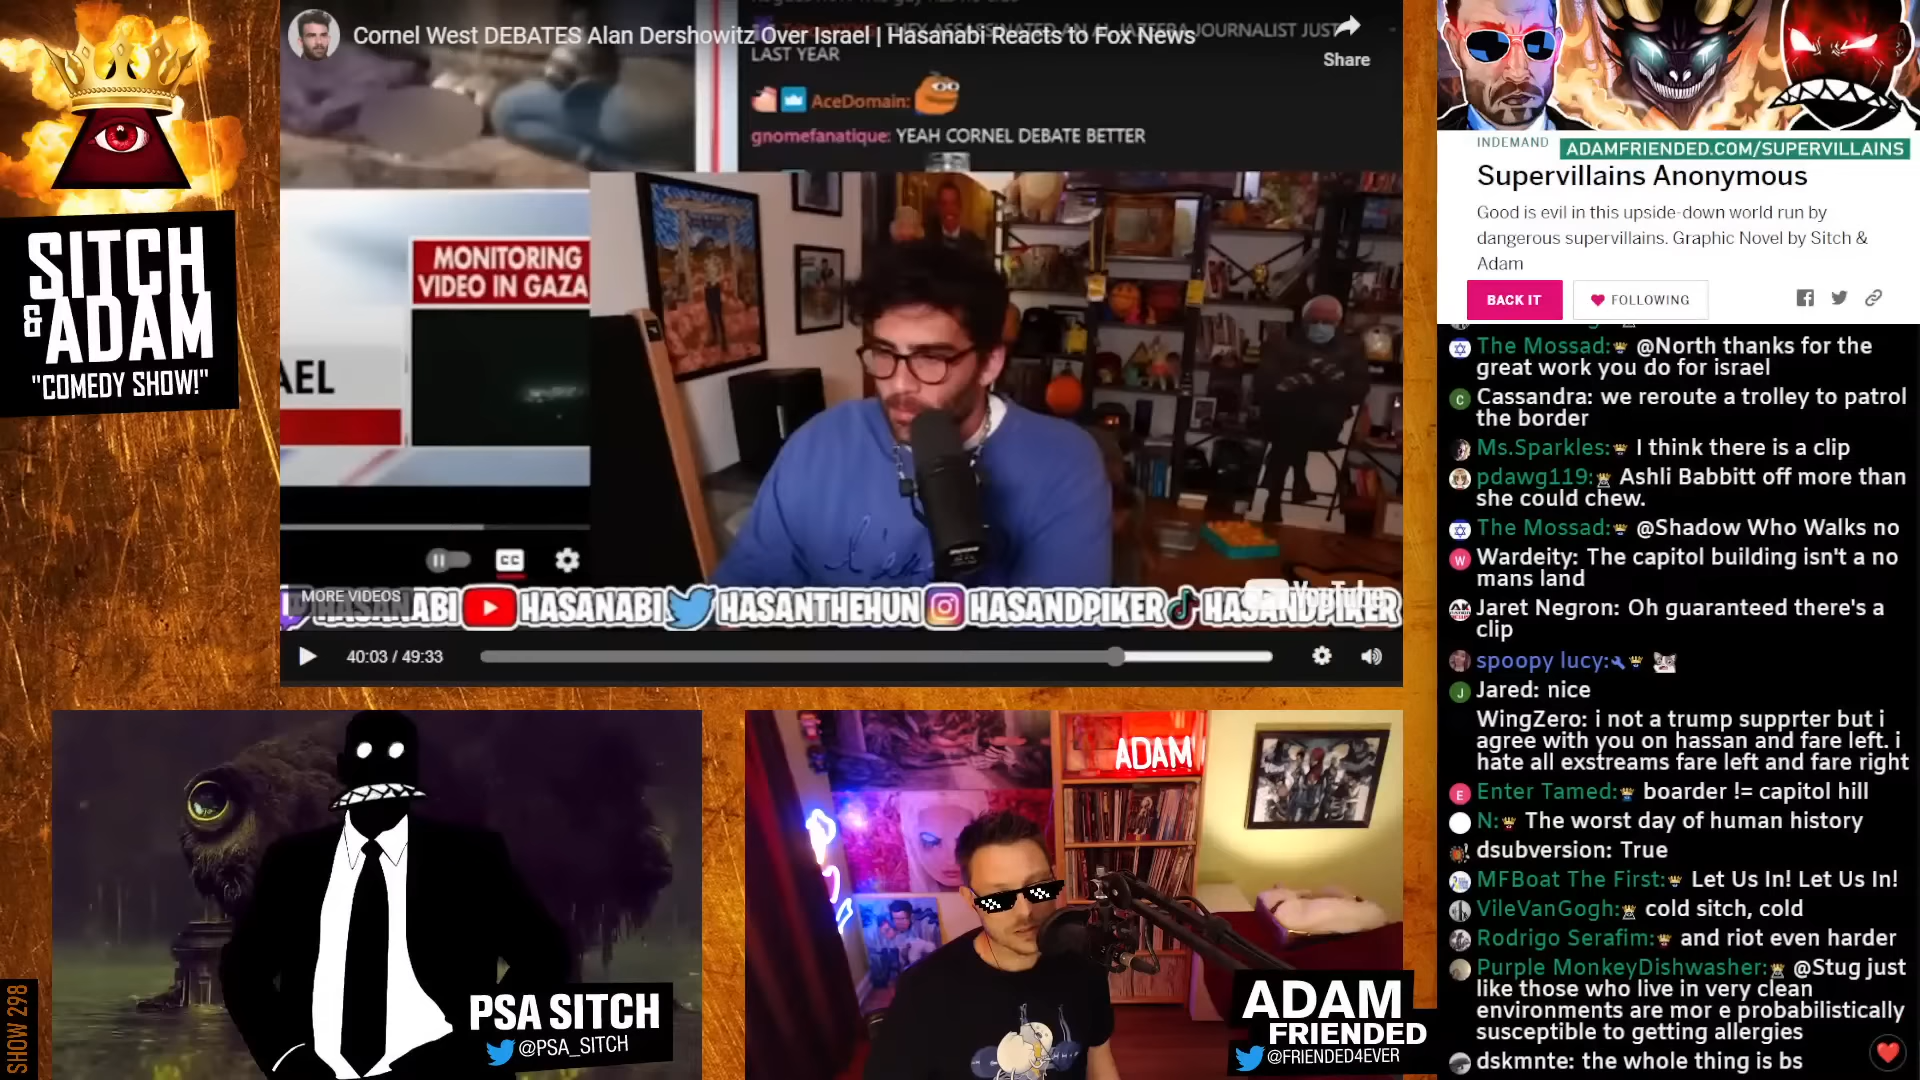 SITCH
& ADAM
"COMEDY SHOW!"
SHOW 298
THEY ASSASSINATED AN AL JAZEERA JOURNALIST JUST
LAST YEAR
Cornel West DEBATES Alan Dershowitz Over Israel | Hasanabi Reacts to Fox News
Share
AceDomain:
gnomefanatique: YEAH CORNEL DEBATE BETTER
MONITORING
VIDEO IN GAZA
AEL
CC
MORE VIDEOS
HASANABI HASANABI HASANTHEHUN HASANDPIKER HASANDPIKER
YouTube
40:03 / 49:33
PSA SITCH
@PSA_SITCH
ADAM
ADAM
FRIENDED
@FRIENDED4EVER
INDEMAND
ADAMFRIENDED.COM/SUPERVILLAINS
Supervillains Anonymous
Good is evil in this upside-down world run by
dangerous supervillains. Graphic Novel by Sitch &
Adam
BACK IT
FOLLOWING
The Mossad: @North thanks for the
great work you do for israel
C
Cassandra: we reroute a trolley to patrol
the border
Ms.Sparkles: I think there is a clip
pdawg119: Ashli Babbitt off more than
she could chew.
The Mossad: @Shadow Who Walks no
W
Wardeity: The capitol building isn't a no
mans land
Jaret Negron: Oh guaranteed there's a
clip
spoopy lucy:
J
Jared: nice
WingZero: i not a trump supprter but i
agree with you on hassan and fare left. i
hate all exstreams fare left and fare right
E
Enter Tamed: boarder != capitol hill
N: The worst day of human history
dsubversion: True
MFBoat The First: Let Us In! Let Us In!
VileVanGogh: cold sitch, cold
Rodrigo Serafim: and riot even harder
Purple MonkeyDishwasher: @Stug just
like those who live in very clean
environments are mor e probabilistically
susceptible to getting allergies
dskmnte: the whole thing is bs